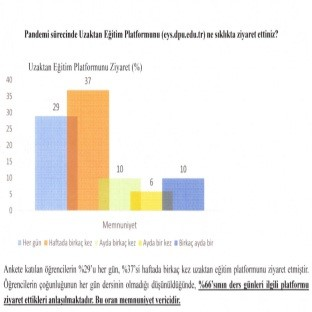 Pandemi sürecinde Uzaktan Eğitim Platformunu (eys.dpu.edu.tr) ne sıklıkta ziyaret ettiniz?
Uzaktan Eğitim Platformunu Ziyaret (%)
40
35
30
25
20
15
10
5
0
29
37
10
6
10
Memnuniyet
Her gün
Haftada birkaç kez
Ayda birkaç kez
Ayda bir kez
Birkaç ayda bir
Ankete katılan öğrencilerin %29'u her gün, %37'si haftada birkaç kez uzaktan eğitim platformunu ziyaret etmiştir.
Öğrencilerin çoğunluğunun her gün dersinin olmadığı düşünüldüğünde, %66'sının ders günleri ilgili platformu
ziyaret ettikleri anlaşılmaktadır. Bu oran memnuniyet vericidir.